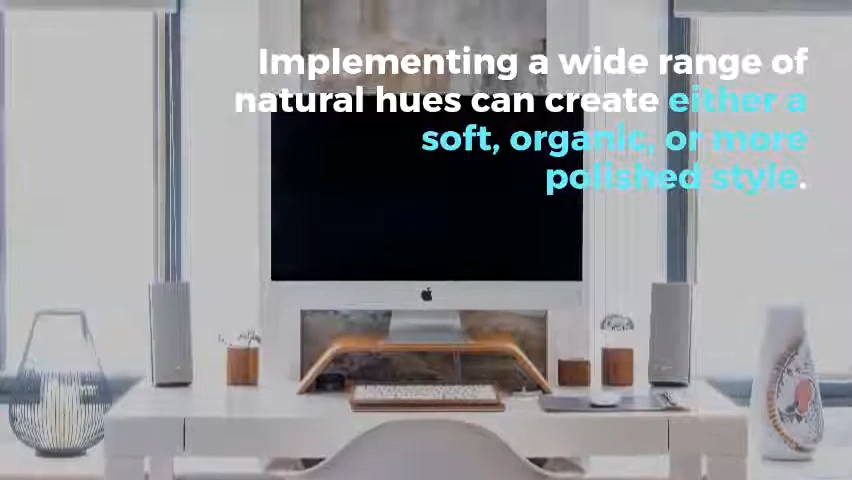 Implementing a wide range of
natural hues can create either a
soft, organic, or more
polished style.